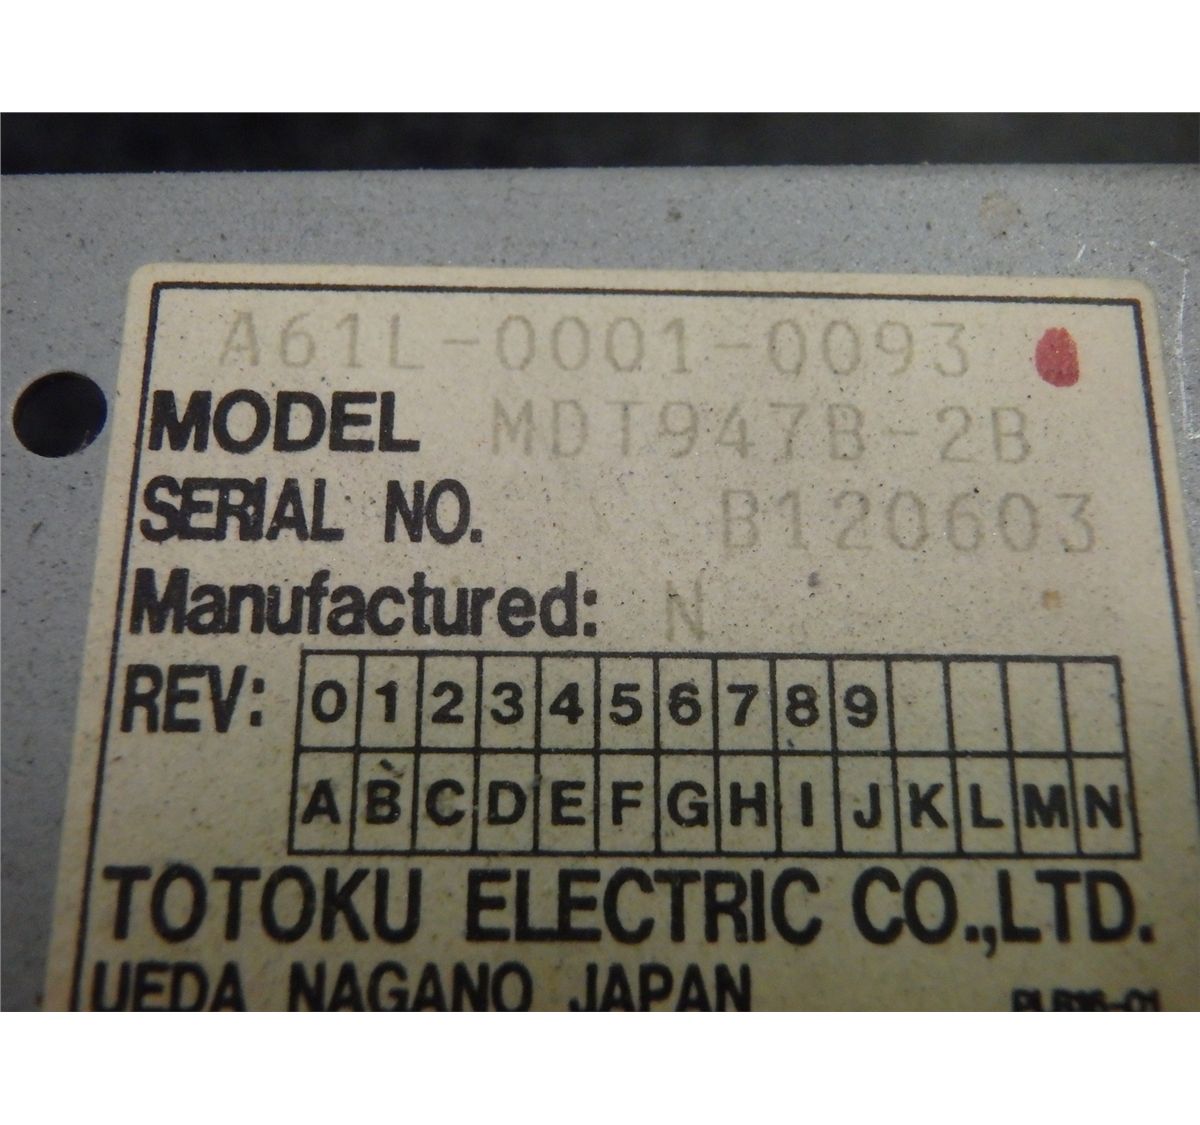 A61L-0001-0093
MODEL MDT947B-2B
SERIAL NO. B120603
Manufactured: N
REV: 0 1 2 3 4 5 6 7 8 9
A B C D E F G H I J K L M N
TOTOKU ELECTRIC CO.,LTD.
UEDA NAGANO JAPAN